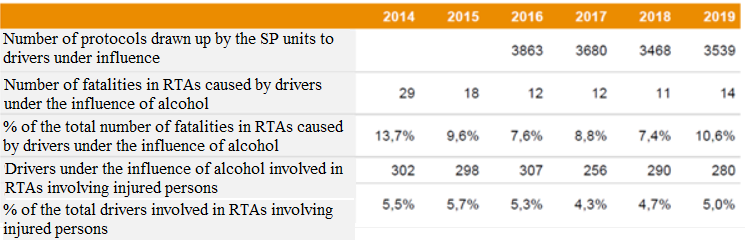 2014 2015 2016 2017 2018 2019
Number of protocols drawn up by the SP units to
drivers under influence
3863 3680 3468 3539
Number of fatalities in RTAs caused by drivers
under the influence of alcohol
29 18 12 12 11 14
% of the total number of fatalities in RTAs caused
by drivers under the influence of alcohol
13,7% 9,6% 7,6% 8,8% 7,4% 10,6%
Drivers under the influence of alcohol involved in
RTAs involving injured persons
302 298 307 256 290 280
% of the total drivers involved in RTAs involving
injured persons
5,5% 5,7% 5,3% 4,3% 4,7% 5,0%